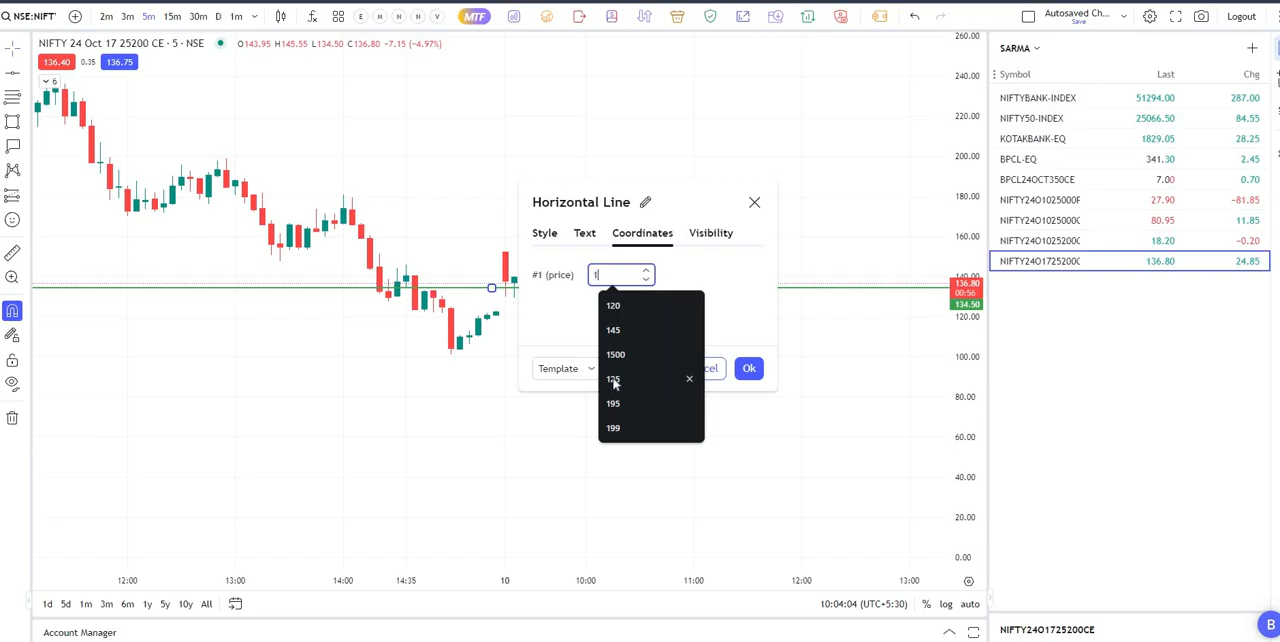 NSE:NIFT 2m 3m 5m 15m 30m D 1m E M N N V MTF Autosaved Ch... Save Logout
NIFTY 24 Oct 17 25200 CE · 5 · NSE O143.95 H145.55 L134.50 C136.80 −7.15 (−4.97%)
136.40 0.35 136.75
6
260.00
240.00
220.00
200.00
180.00
160.00
140.00
136.80
00:56
134.50
120.00
100.00
80.00
60.00
40.00
20.00
0.00
Horizontal Line
Style Text Coordinates Visibility
#1 (price) 1
120
145
1500
195
199
Template Ok
12:00 13:00 14:00 14:35 10 10:00 11:00 12:00 13:00
1d 5d 1m 3m 6m 1y 5y 10y All 10:04:04 (UTC+5:30) % log auto
Account Manager
SARMA
Symbol Last Chg
NIFTYBANK-INDEX 51294.00 287.00
NIFTY50-INDEX 25066.50 84.55
KOTAKBANK-EQ 1829.05 28.25
BPCL-EQ 341.30 2.45
BPCL24OCT350CE 7.00 0.70
NIFTY24O1025000F 27.90 −81.85
NIFTY24O1025000C 80.95 11.85
NIFTY24O1025200C 18.20 −0.20
NIFTY24O1725200C 136.80 24.85
NIFTY24O1725200CE
B